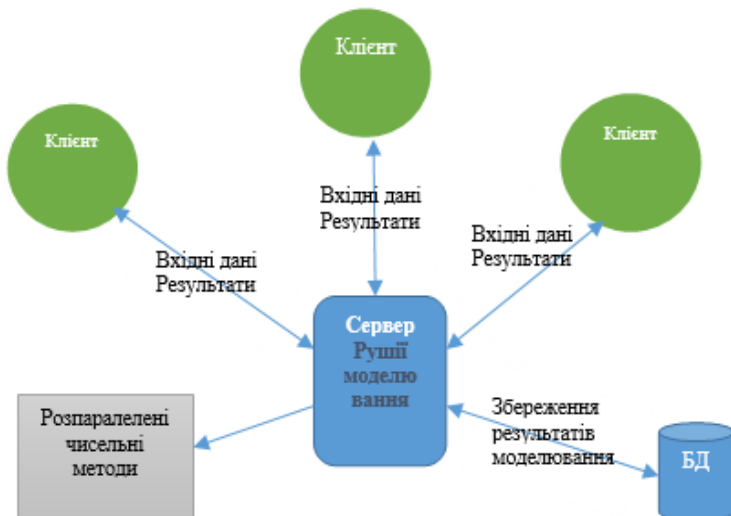 Клієнт
Клієнт
Клієнт
Вхідні дані
Результати
Вхідні дані
Результати
Вхідні дані
Результати
Сервер
Рушії
моделю
вання
Розпаралелені
чисельні
методи
Збереження
результатів
моделювання
БД